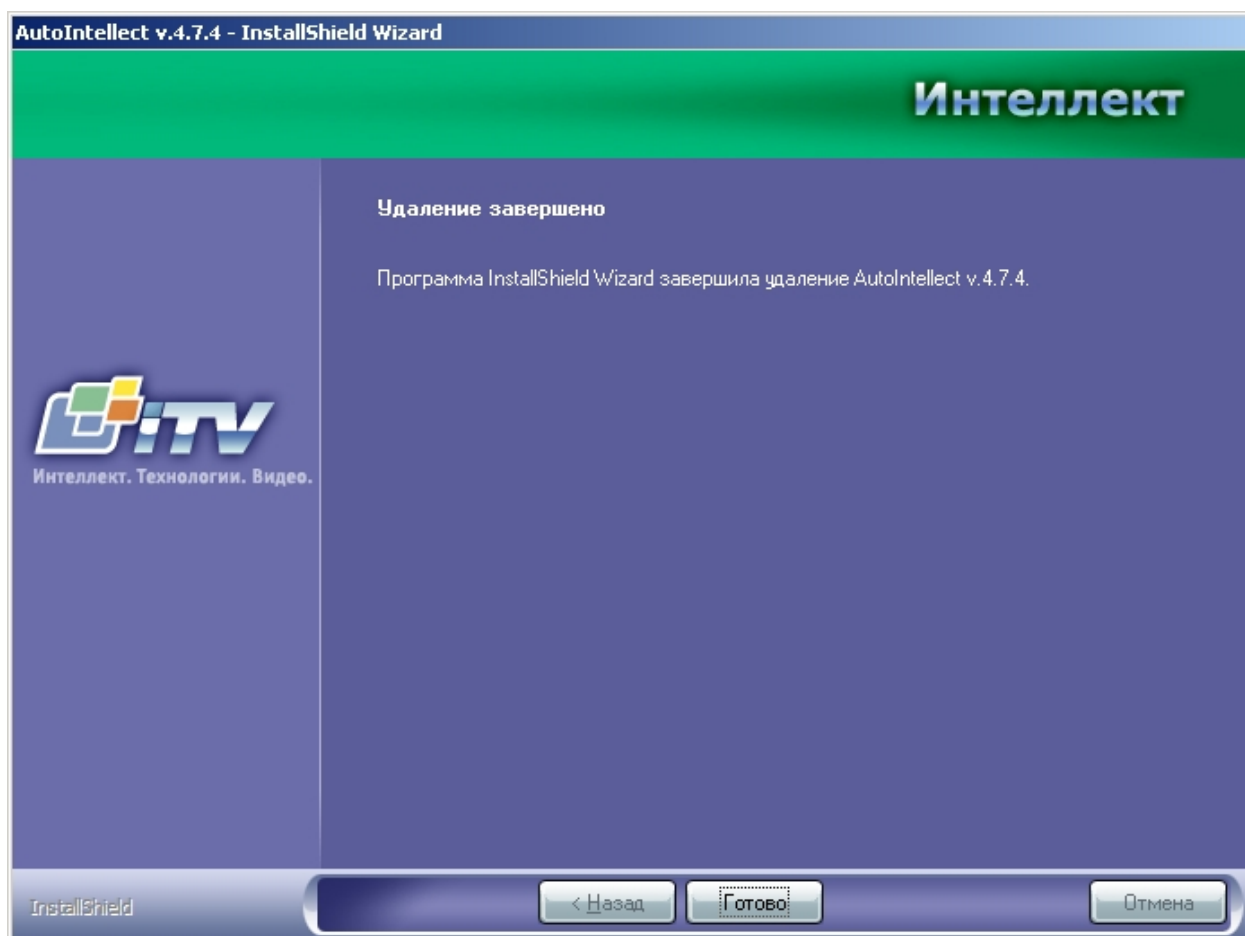 AutoIntellect v.4.7.4 - InstallShield Wizard
Интеллект
Удаление завершено
Программа InstallShield Wizard завершила удаление AutoIntellect v.4.7.4.
iTV
Интеллект. Технологии. Видео.
InstallShield
< Назад
Готово
Отмена